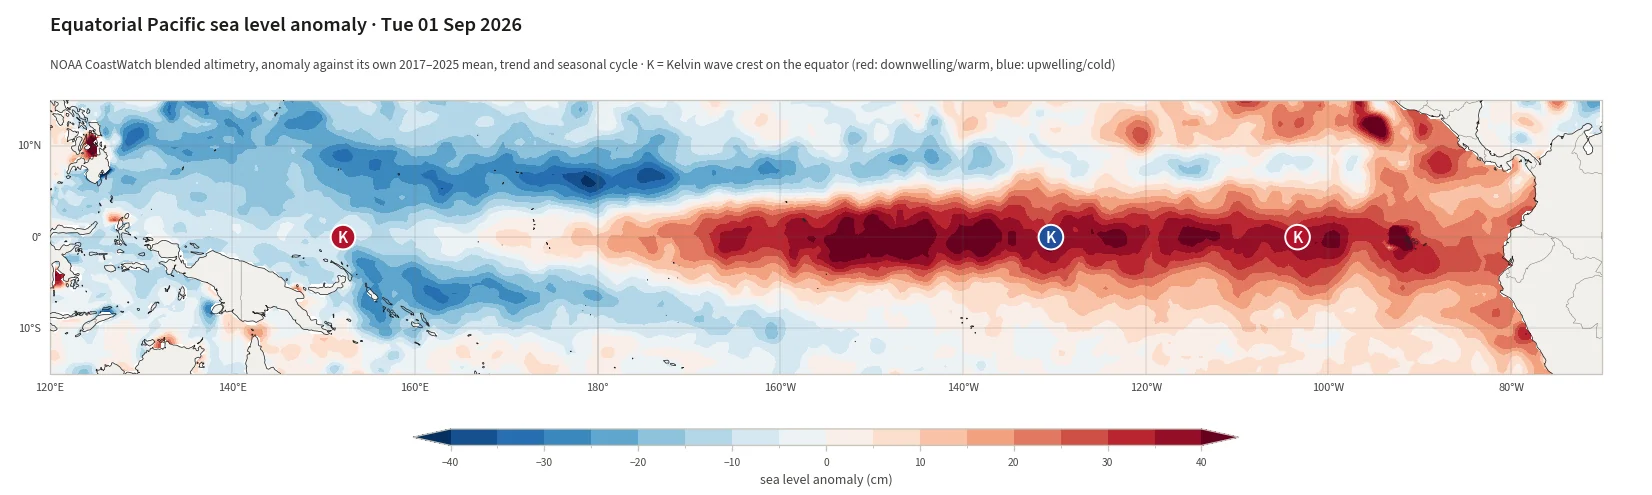 Equatorial Pacific sea level anomaly · Tue 01 Sep 2026
NOAA CoastWatch blended altimetry, anomaly against its own 2017–2025 mean, trend and seasonal cycle · K = Kelvin wave crest on the equator (red: downwelling/warm, blue: upwelling/cold)
10°N
0°
10°S
K K K
120°E 140°E 160°E 180° 160°W 140°W 120°W 100°W 80°W
−40 −30 −20 −10 0 10 20 30 40
sea level anomaly (cm)